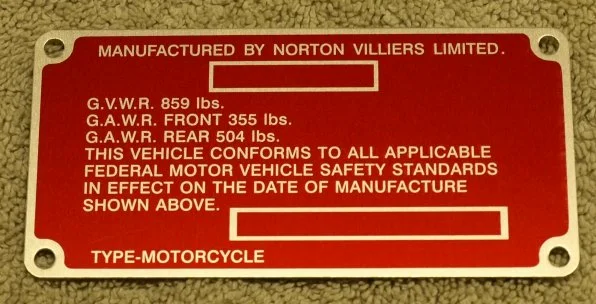 MANUFACTURED BY NORTON VILLIERS LIMITED.
G.V.W.R. 859 lbs.
G.A.W.R. FRONT 355 lbs.
G.A.W.R. REAR 504 lbs.
THIS VEHICLE CONFORMS TO ALL APPLICABLE
FEDERAL MOTOR VEHICLE SAFETY STANDARDS
IN EFFECT ON THE DATE OF MANUFACTURE
SHOWN ABOVE.
TYPE-MOTORCYCLE